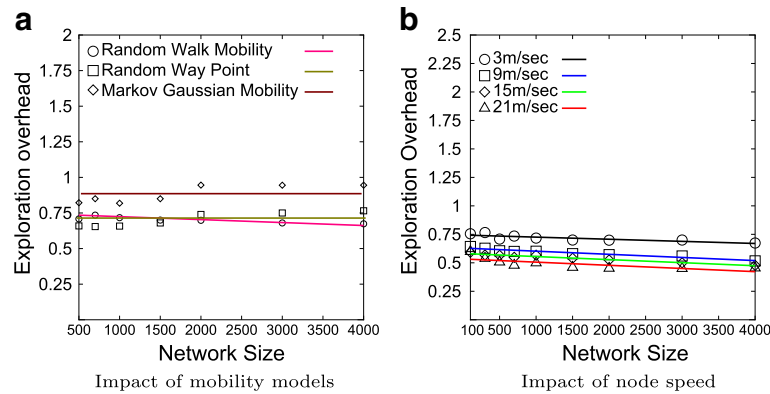 a
2
1.75
1.5
1.25
1
0.75
0.5
0.25
Exploration overhead
Random Walk Mobility
Random Way Point
Markov Gaussian Mobility
500 1000 1500 2000 2500 3000 3500 4000
Network Size
Impact of mobility models
b
2.5
2.25
2
1.75
1.5
1.25
1
0.75
0.5
0.25
Exploration Overhead
3m/sec
9m/sec
15m/sec
21m/sec
100 500 1000 1500 2000 2500 3000 3500 4000
Network Size
Impact of node speed